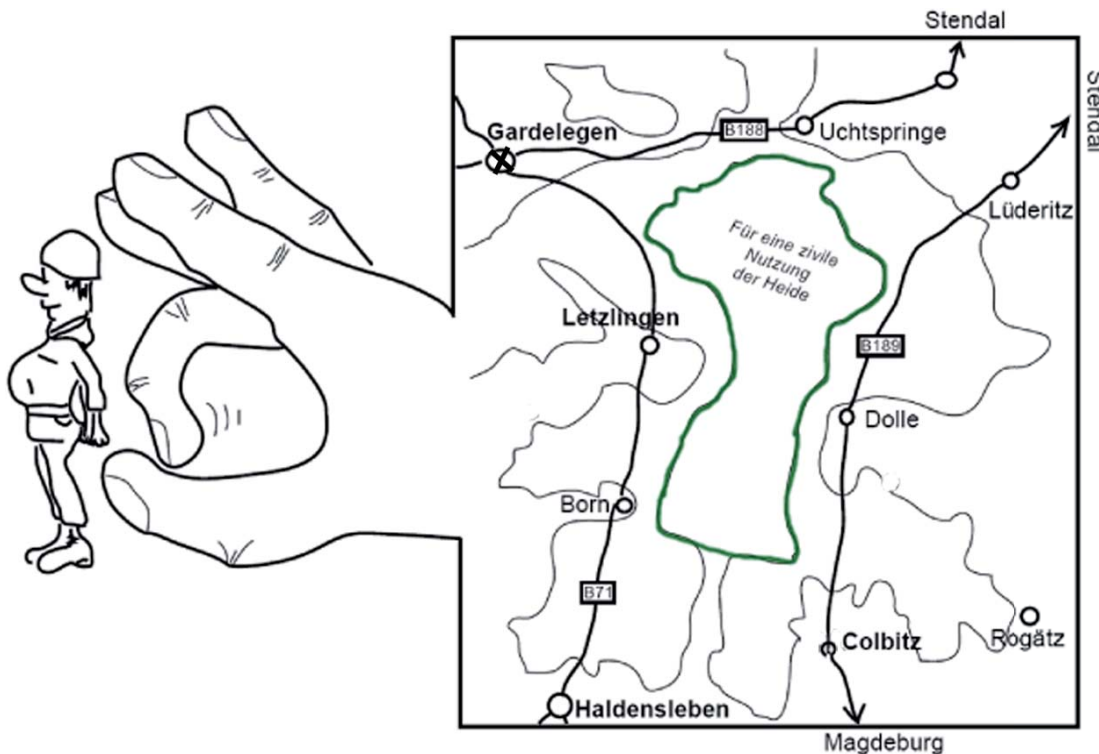 Stendal
Stendal
Gardelegen
B188
Uchtspringe
Lüderitz
Für eine zivile
Nutzung
der Heide
Letzlingen
B189
Dolle
Born
B71
Colbitz
Rogätz
Haldensleben
Magdeburg